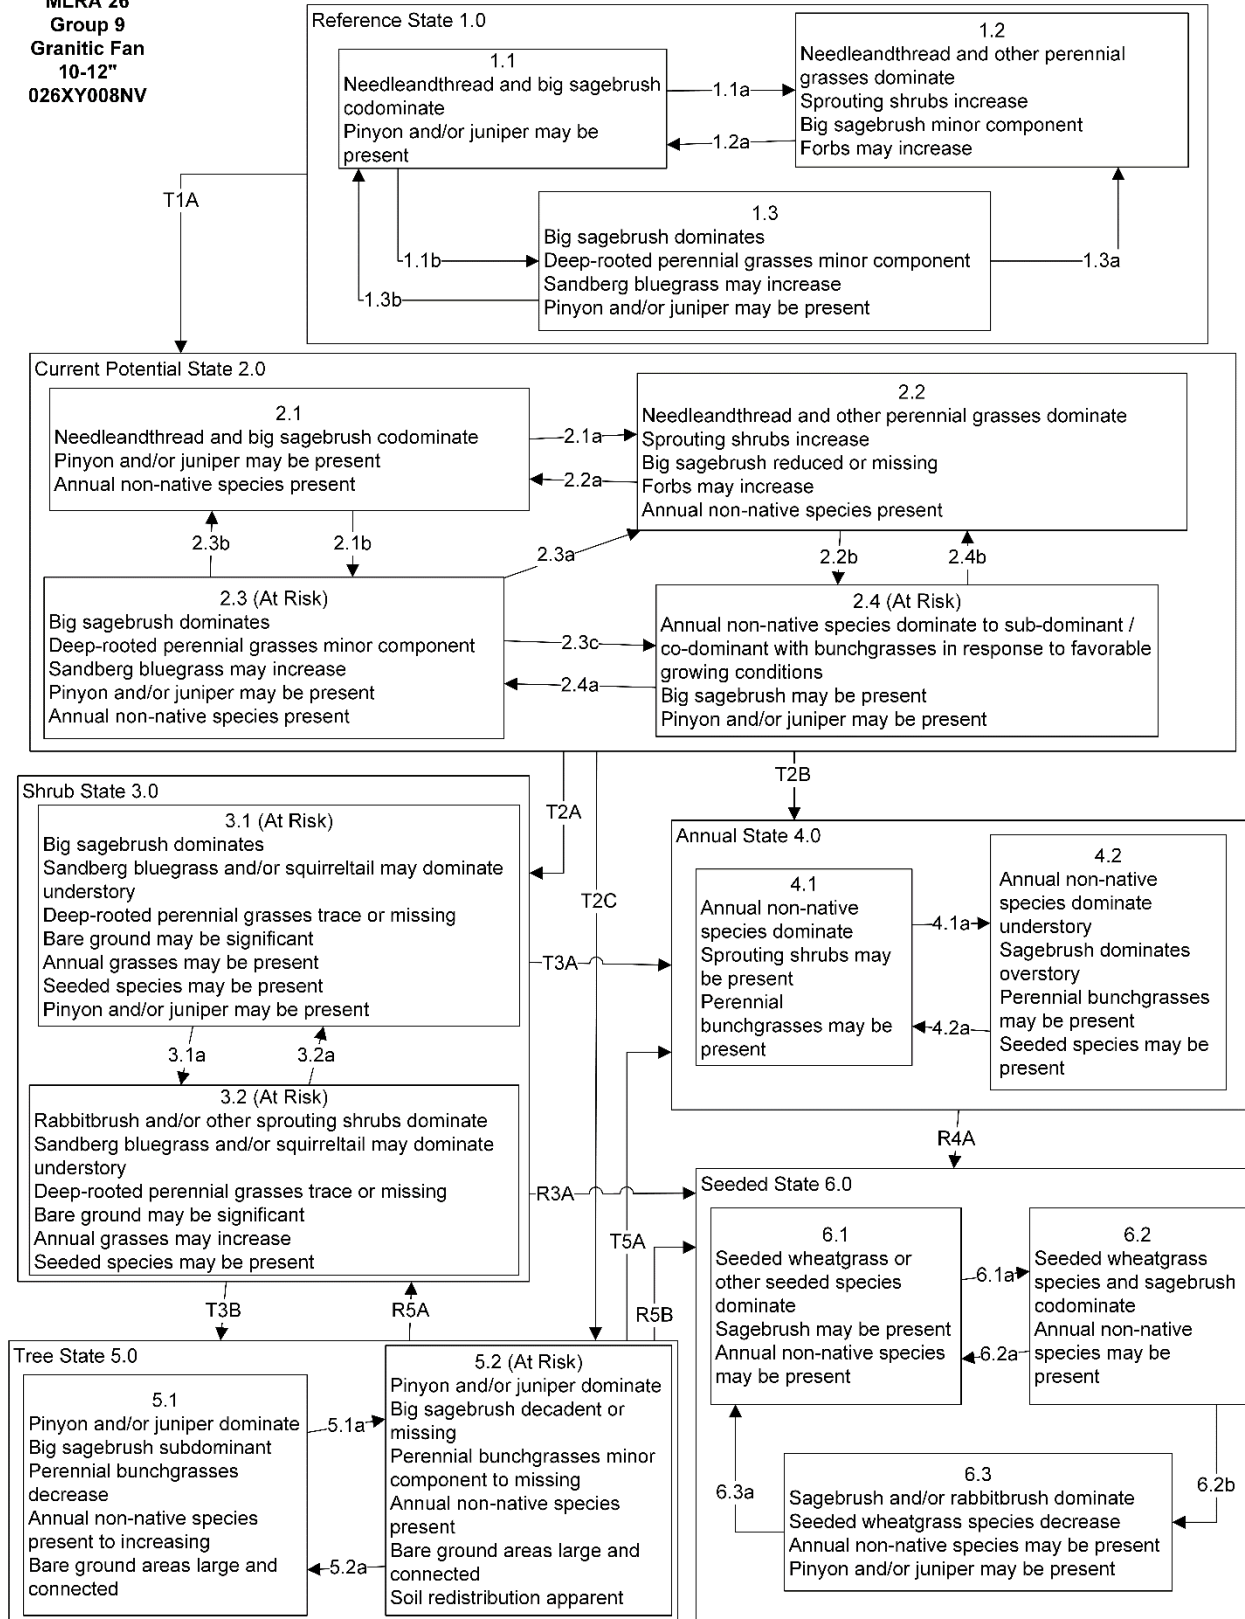 MLRA 26
Group 9
Granitic Fan
10-12"
026XY008NV
Reference State 1.0
1.1
Needleandthread and big sagebrush
codominate
Pinyon and/or juniper may be
present
1.1a
1.2a
1.2
Needleandthread and other perennial
grasses dominate
Sprouting shrubs increase
Big sagebrush minor component
Forbs may increase
T1A
1.1b
1.3b
1.3
Big sagebrush dominates
Deep-rooted perennial grasses minor component
Sandberg bluegrass may increase
Pinyon and/or juniper may be present
1.3a
Current Potential State 2.0
2.1
Needleandthread and big sagebrush codominate
Pinyon and/or juniper may be present
Annual non-native species present
2.1a
2.2a
2.2
Needleandthread and other perennial grasses dominate
Sprouting shrubs increase
Big sagebrush reduced or missing
Forbs may increase
Annual non-native species present
2.3b
2.1b
2.3a
2.2b
2.4b
2.3 (At Risk)
Big sagebrush dominates
Deep-rooted perennial grasses minor component
Sandberg bluegrass may increase
Pinyon and/or juniper may be present
Annual non-native species present
2.3c
2.4a
2.4 (At Risk)
Annual non-native species dominate to sub-dominant /
co-dominant with bunchgrasses in response to favorable
growing conditions
Big sagebrush may be present
Pinyon and/or juniper may be present
T2A
T2C
T2B
Shrub State 3.0
3.1 (At Risk)
Big sagebrush dominates
Sandberg bluegrass and/or squirreltail may dominate
understory
Deep-rooted perennial grasses trace or missing
Bare ground may be significant
Annual grasses may be present
Seeded species may be present
Pinyon and/or juniper may be present
3.1a
3.2a
3.2 (At Risk)
Rabbitbrush and/or other sprouting shrubs dominate
Sandberg bluegrass and/or squirreltail may dominate
understory
Deep-rooted perennial grasses trace or missing
Bare ground may be significant
Annual grasses may increase
Seeded species may be present
T3A
R3A
Annual State 4.0
4.1
Annual non-native
species dominate
Sprouting shrubs may
be present
Perennial
bunchgrasses may be
present
4.1a
4.2a
4.2
Annual non-native
species dominate
understory
Sagebrush dominates
overstory
Perennial bunchgrasses
may be present
Seeded species may be
present
R4A
T5A
R5B
T3B
R5A
Tree State 5.0
5.1
Pinyon and/or juniper dominate
Big sagebrush subdominant
Perennial bunchgrasses
decrease
Annual non-native species
present to increasing
Bare ground areas large and
connected
5.1a
5.2a
5.2 (At Risk)
Pinyon and/or juniper dominate
Big sagebrush decadent or
missing
Perennial bunchgrasses minor
component to missing
Annual non-native species
present
Bare ground areas large and
connected
Soil redistribution apparent
Seeded State 6.0
6.1
Seeded wheatgrass or
other seeded species
dominate
Sagebrush may be present
Annual non-native species
may be present
6.1a
6.2a
6.2
Seeded wheatgrass
species and sagebrush
codominate
Annual non-native
species may be
present
6.3a
6.2b
6.3
Sagebrush and/or rabbitbrush dominate
Seeded wheatgrass species decrease
Annual non-native species may be present
Pinyon and/or juniper may be present